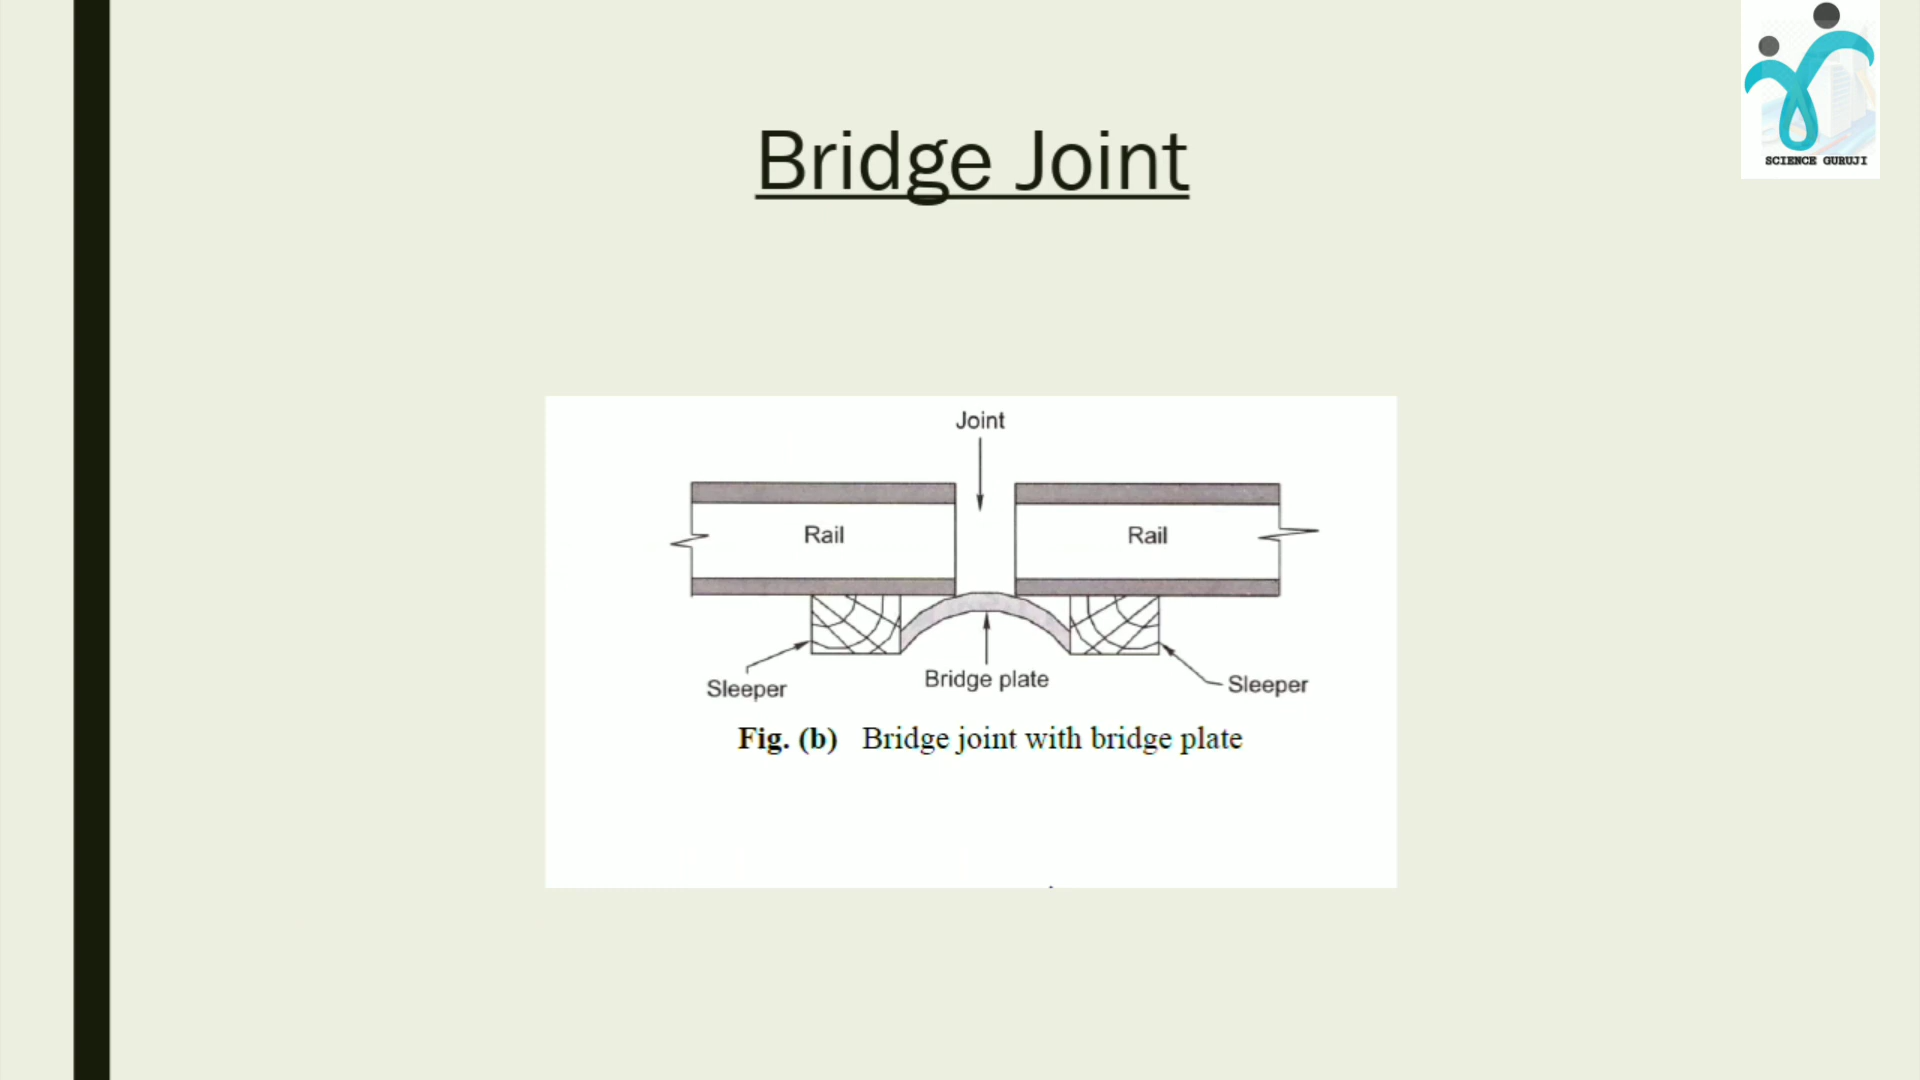 SCIENCE GURUJI
Bridge Joint
Joint
Rail Rail
Sleeper Bridge plate Sleeper
Fig. (b) Bridge joint with bridge plate